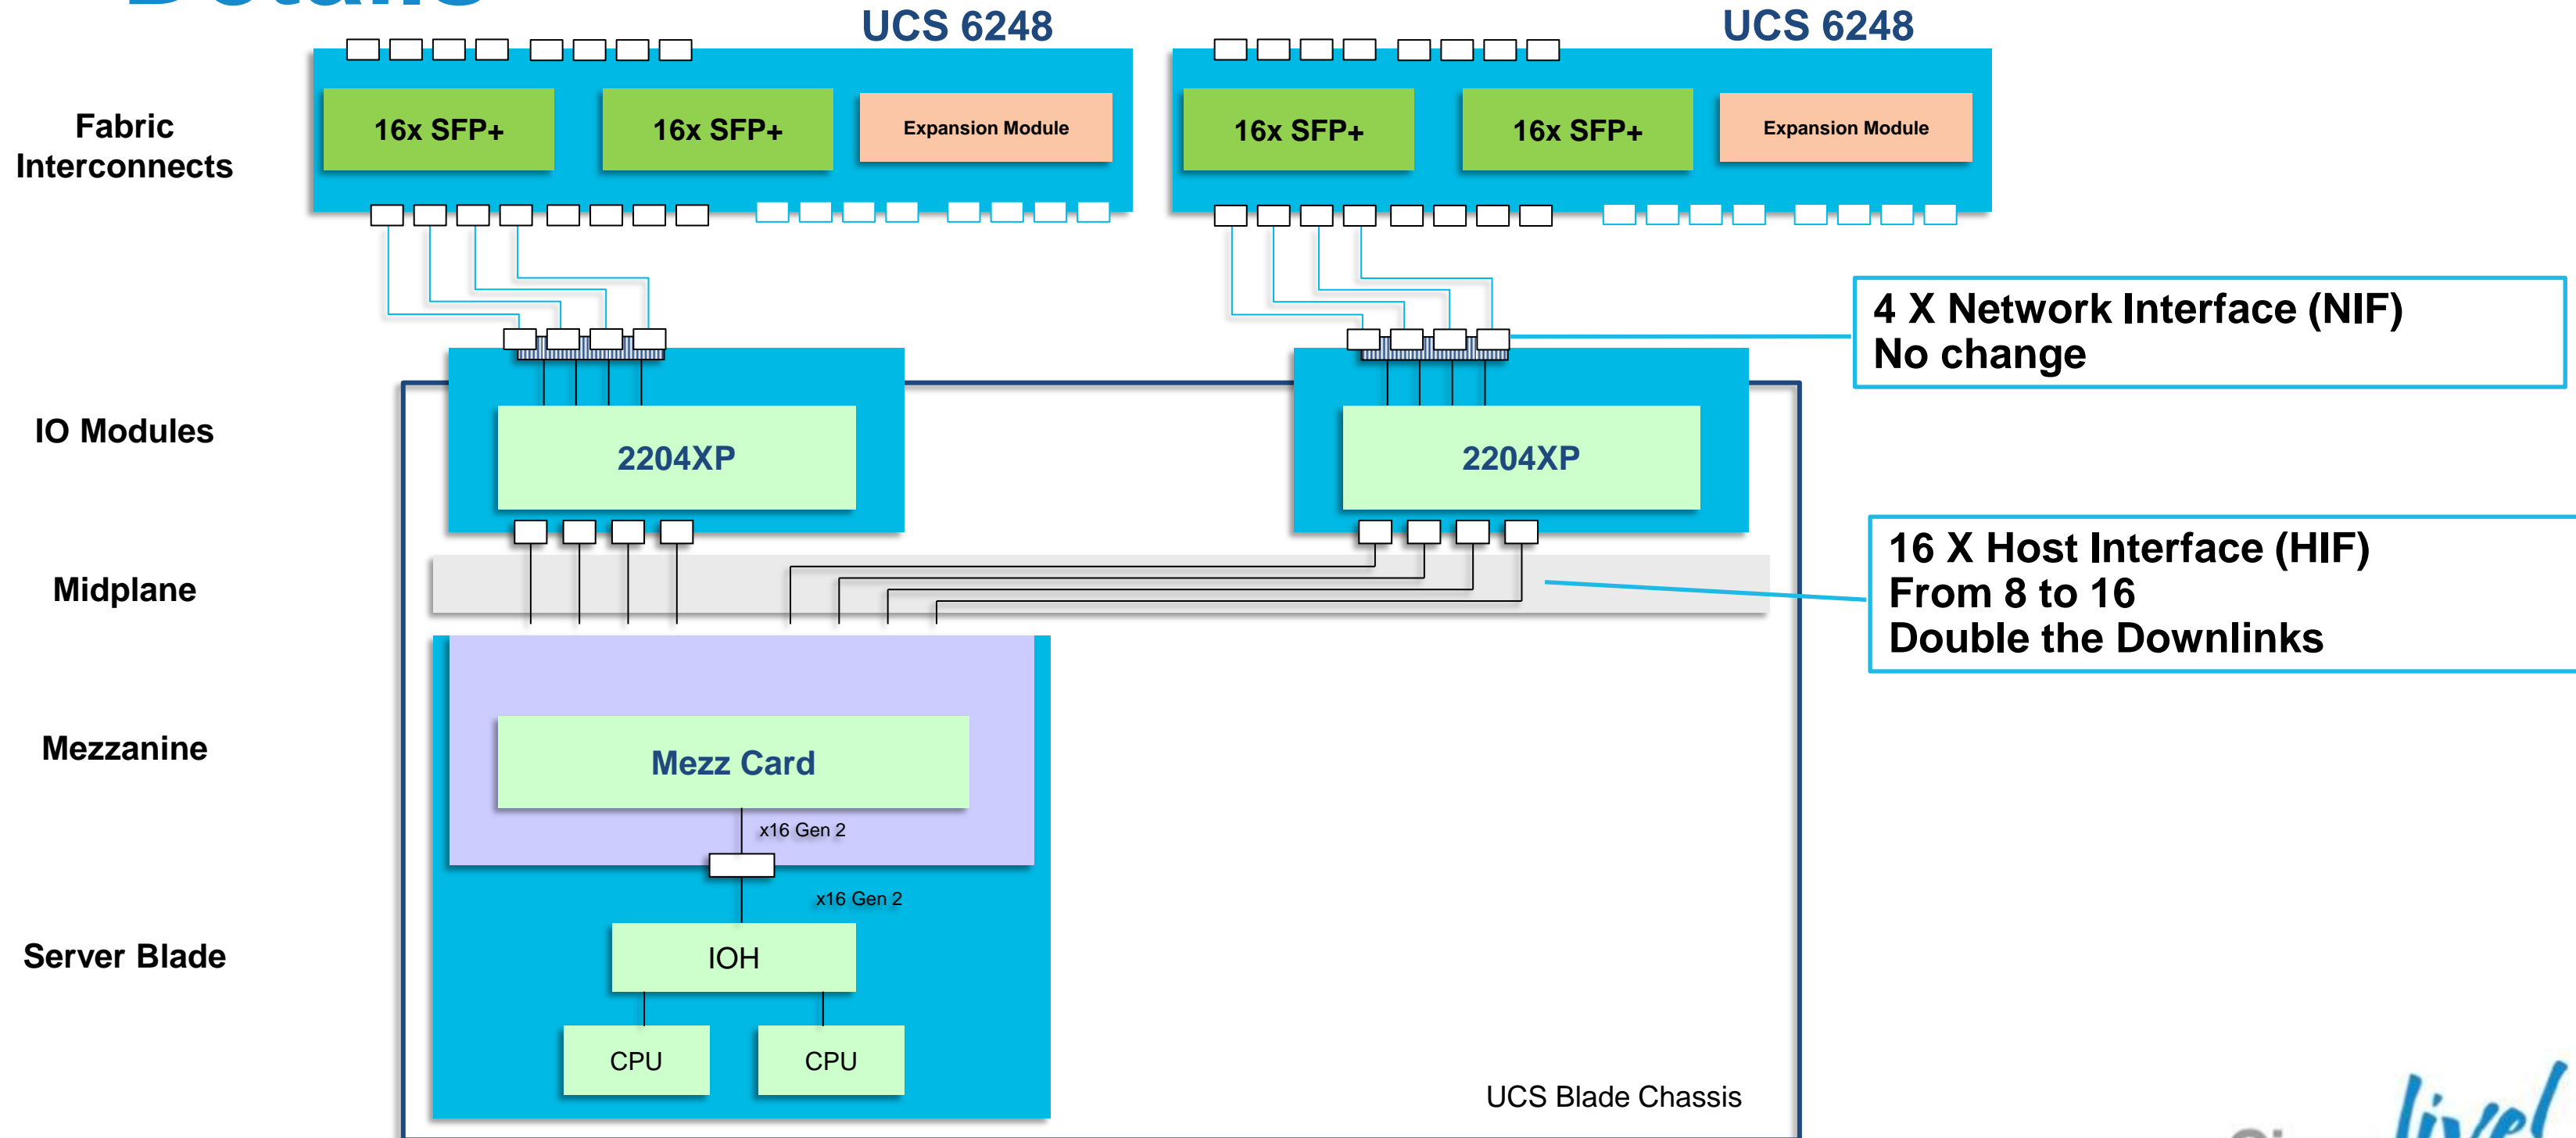 Details
UCS 6248
UCS 6248
Fabric
Interconnects
16x SFP+
16x SFP+
Expansion Module
16x SFP+
16x SFP+
Expansion Module
4 X Network Interface (NIF)
No change
IO Modules
2204XP
2204XP
16 X Host Interface (HIF)
From 8 to 16
Double the Downlinks
Midplane
Mezzanine
Mezz Card
x16 Gen 2
x16 Gen 2
Server Blade
IOH
CPU
CPU
UCS Blade Chassis
live!